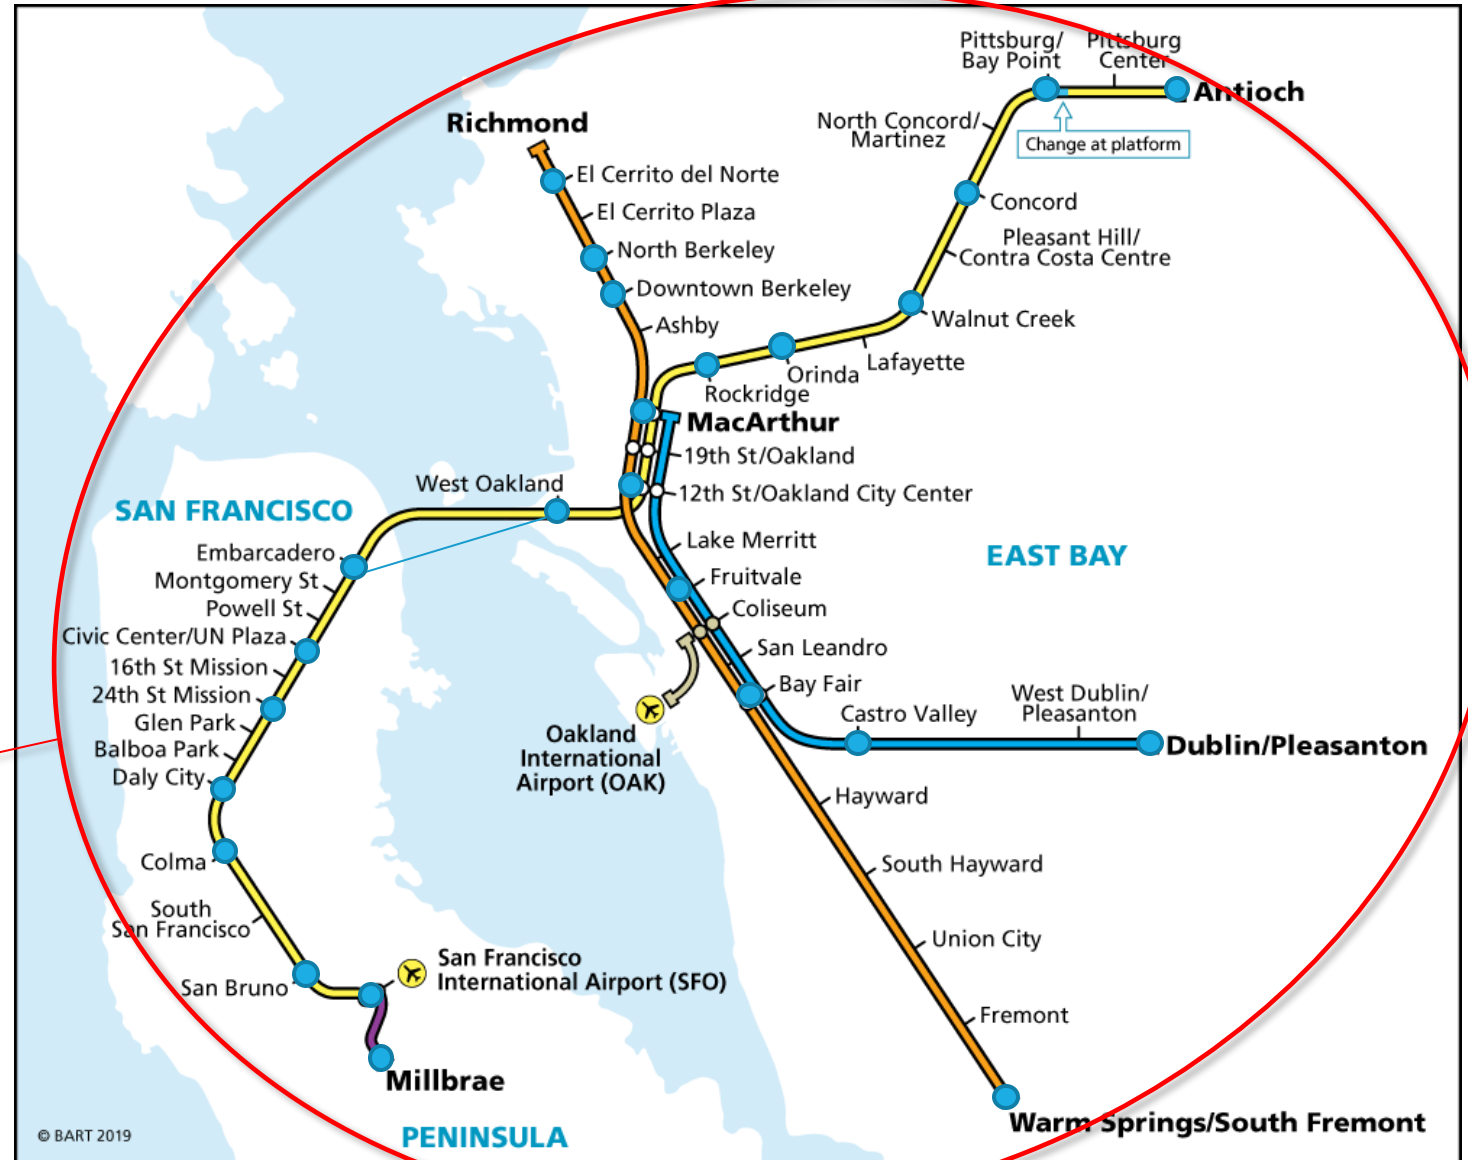 Pittsburg/
Bay Point
Pittsburg
Center
Antioch
Richmond
North Concord/
Martinez
Change at platform
El Cerrito del Norte
Concord
El Cerrito Plaza
Pleasant Hill/
Contra Costa Centre
North Berkeley
Downtown Berkeley
Walnut Creek
Ashby
Lafayette
Orinda
Rockridge
MacArthur
19th St/Oakland
West Oakland
12th St/Oakland City Center
SAN FRANCISCO
Lake Merritt
Embarcadero
EAST BAY
Montgomery St
Fruitvale
Powell St
Coliseum
Civic Center/UN Plaza
San Leandro
16th St Mission
24th St Mission
Bay Fair
Glen Park
Castro Valley
West Dublin/
Pleasanton
Balboa Park
Dublin/Pleasanton
Oakland
International
Airport (OAK)
Daly City
Hayward
Colma
South Hayward
South
San Francisco
Union City
San Francisco
International Airport (SFO)
San Bruno
Fremont
Millbrae
Warm Springs/South Fremont
© BART 2019
PENINSULA